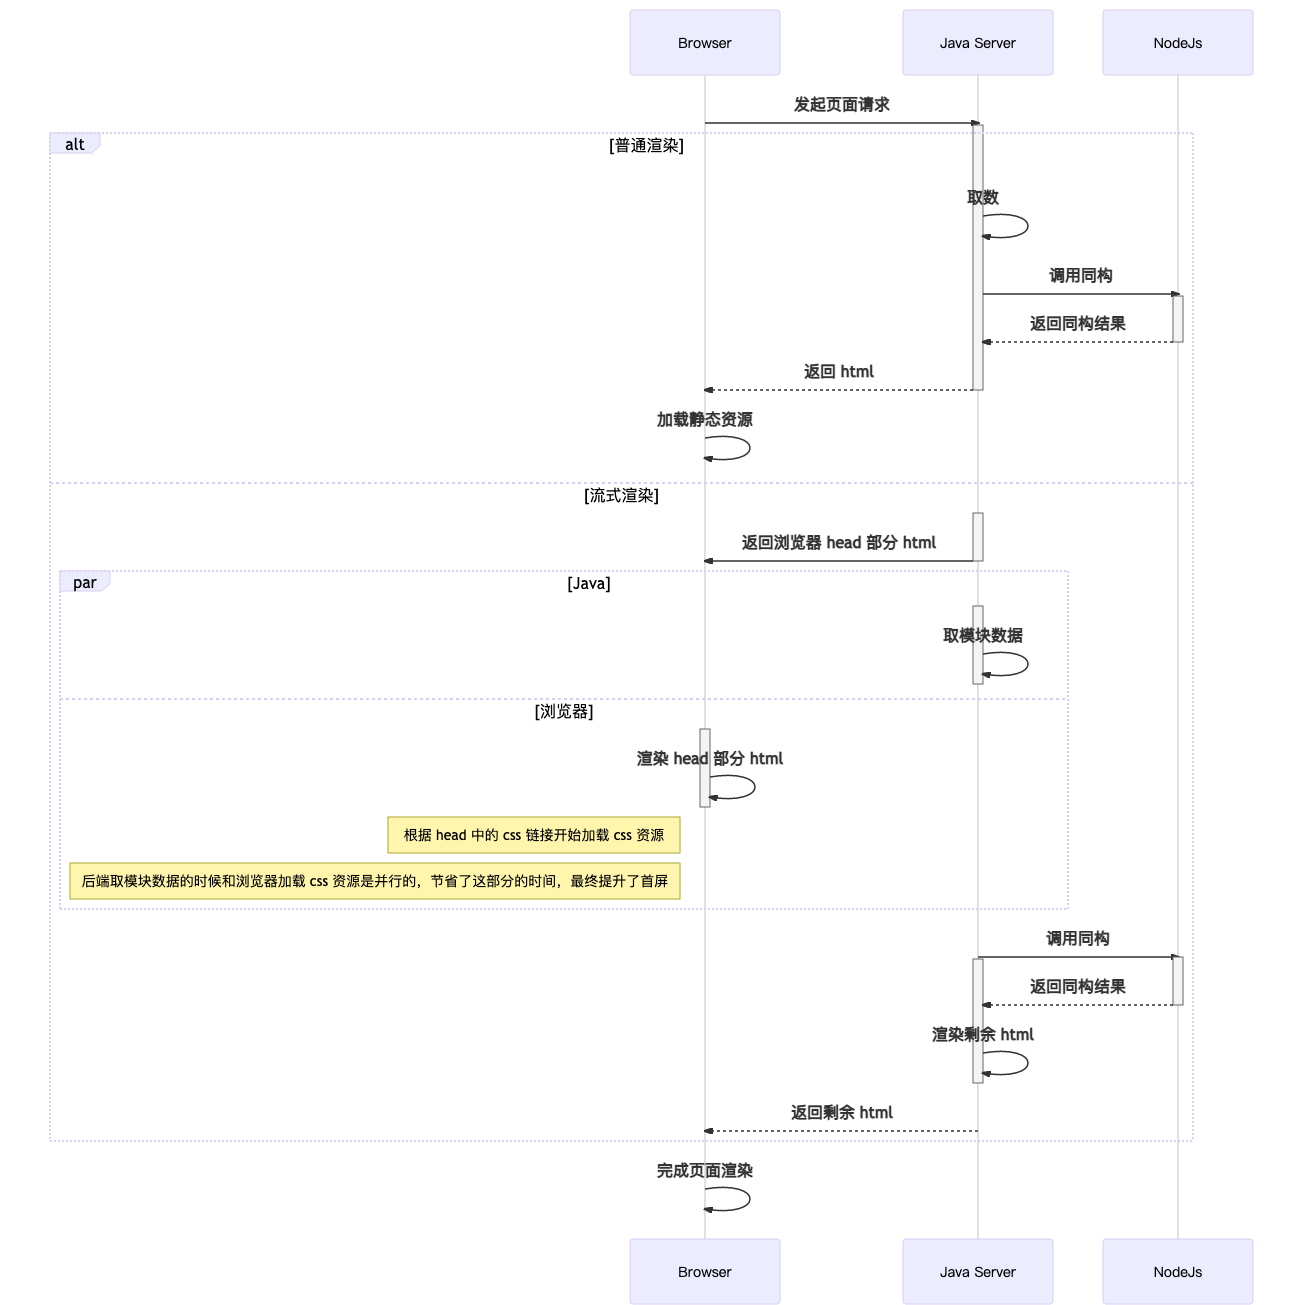 Browser
Java Server
NodeJs
发起页面请求
alt
[普通渲染]
取数
调用同构
返回同构结果
返回 html
加载静态资源
[流式渲染]
返回浏览器 head 部分 html
par
[Java]
取模块数据
[浏览器]
渲染 head 部分 html
根据 head 中的 css 链接开始加载 css 资源
后端取模块数据的时候和浏览器加载 css 资源是并行的，节省了这部分的时间，最终提升了首屏
调用同构
返回同构结果
渲染剩余 html
返回剩余 html
完成页面渲染
Browser
Java Server
NodeJs